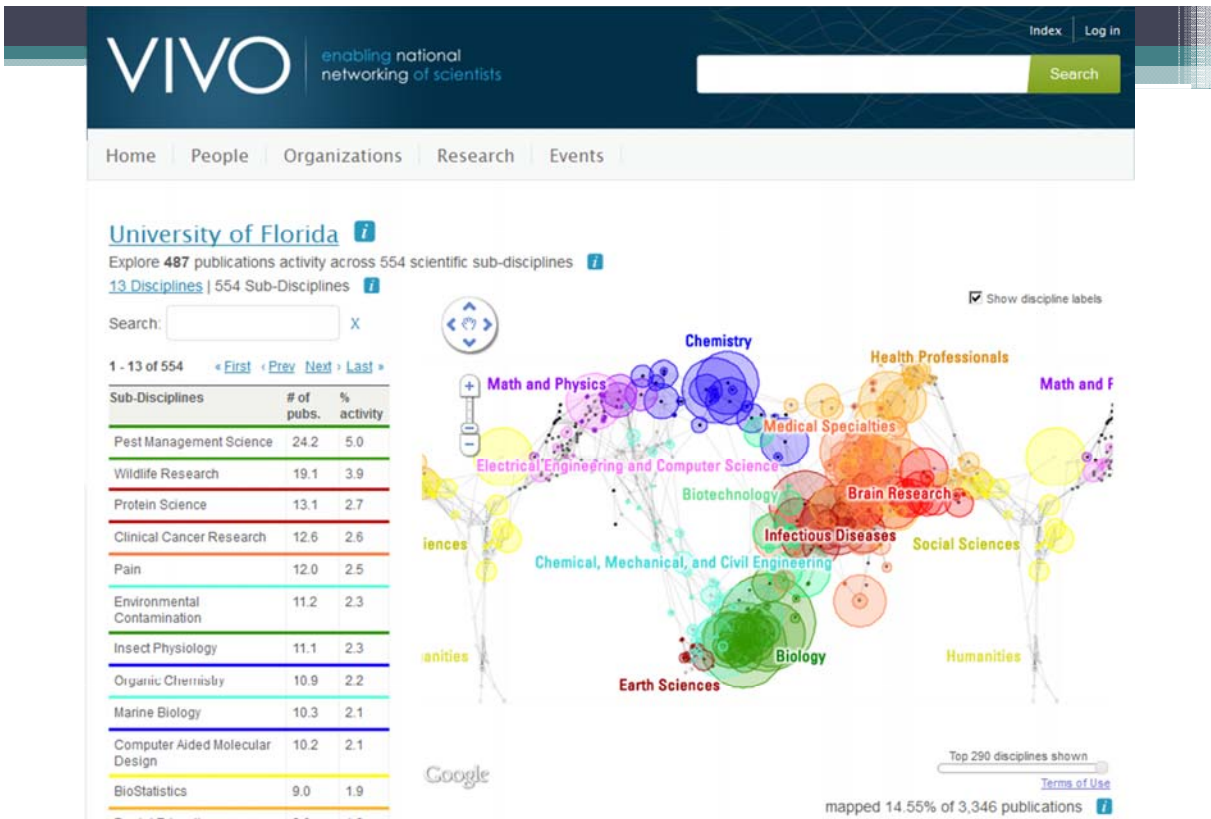 VIVO
enabling national
networking of scientists
Index Log in
Search
Home People Organizations Research Events
University of Florida i
Explore 487 publications activity across 554 scientific sub-disciplines i
13 Disciplines | 554 Sub-Disciplines i
Search: X
1 - 13 of 554 « First ‹ Prev Next › Last »
Sub-Disciplines # of pubs. % activity
Pest Management Science 24.2 5.0
Wildlife Research 19.1 3.9
Protein Science 13.1 2.7
Clinical Cancer Research 12.6 2.6
Pain 12.0 2.5
Environmental Contamination 11.2 2.3
Insect Physiology 11.1 2.3
Organic Chemistry 10.9 2.2
Marine Biology 10.3 2.1
Computer Aided Molecular Design 10.2 2.1
BioStatistics 9.0 1.9
Show discipline labels
Chemistry
Health Professionals
Math and Physics
Math and P
Medical Specialties
Electrical Engineering and Computer Science
Biotechnology
Brain Research
Infectious Diseases
iences
Social Sciences
Chemical, Mechanical, and Civil Engineering
anities
Biology
Humanities
Earth Sciences
Google
Top 290 disciplines shown
Terms of Use
mapped 14.55% of 3,346 publications i